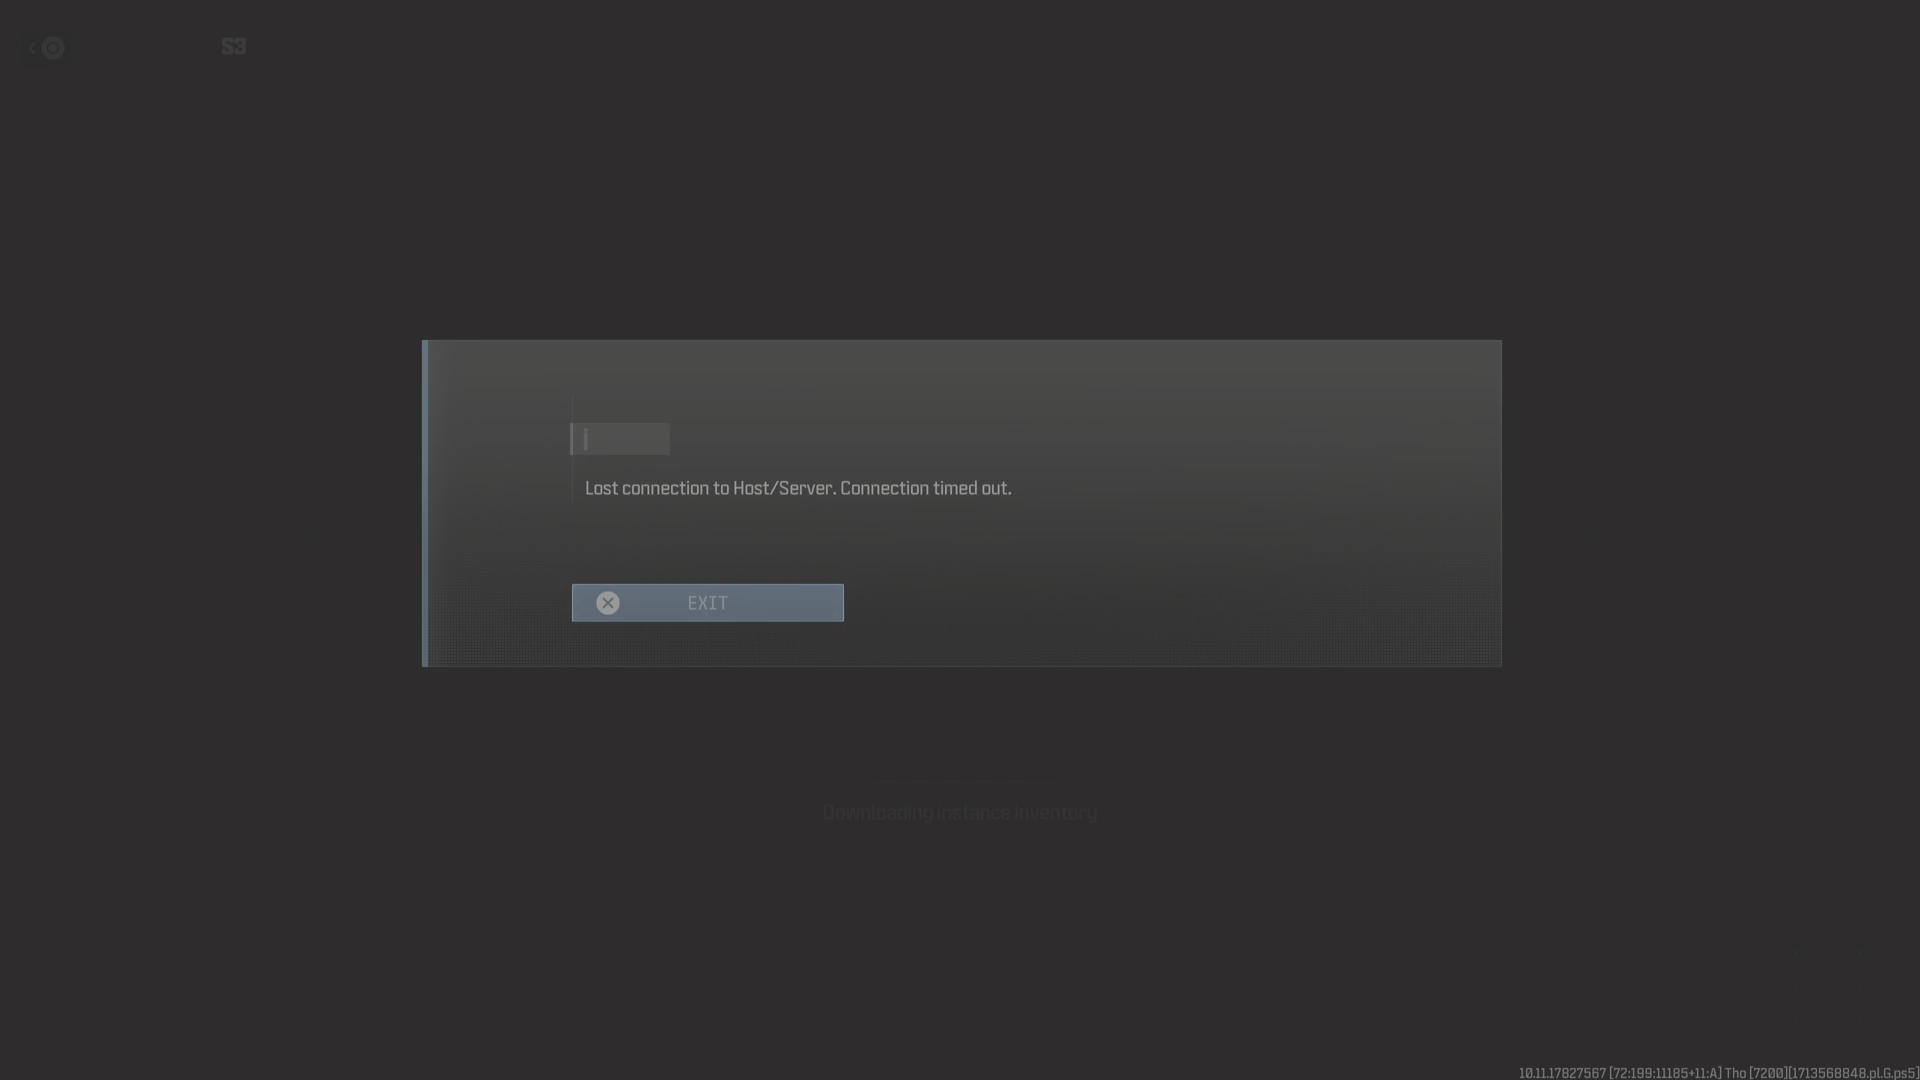 S3
i
Lost connection to Host/Server. Connection timed out.
EXIT
Downloading instance inventory
10.11.17827567 [72:199:11185+11:A] Tho [7200][1713568848.pl.G.ps5]